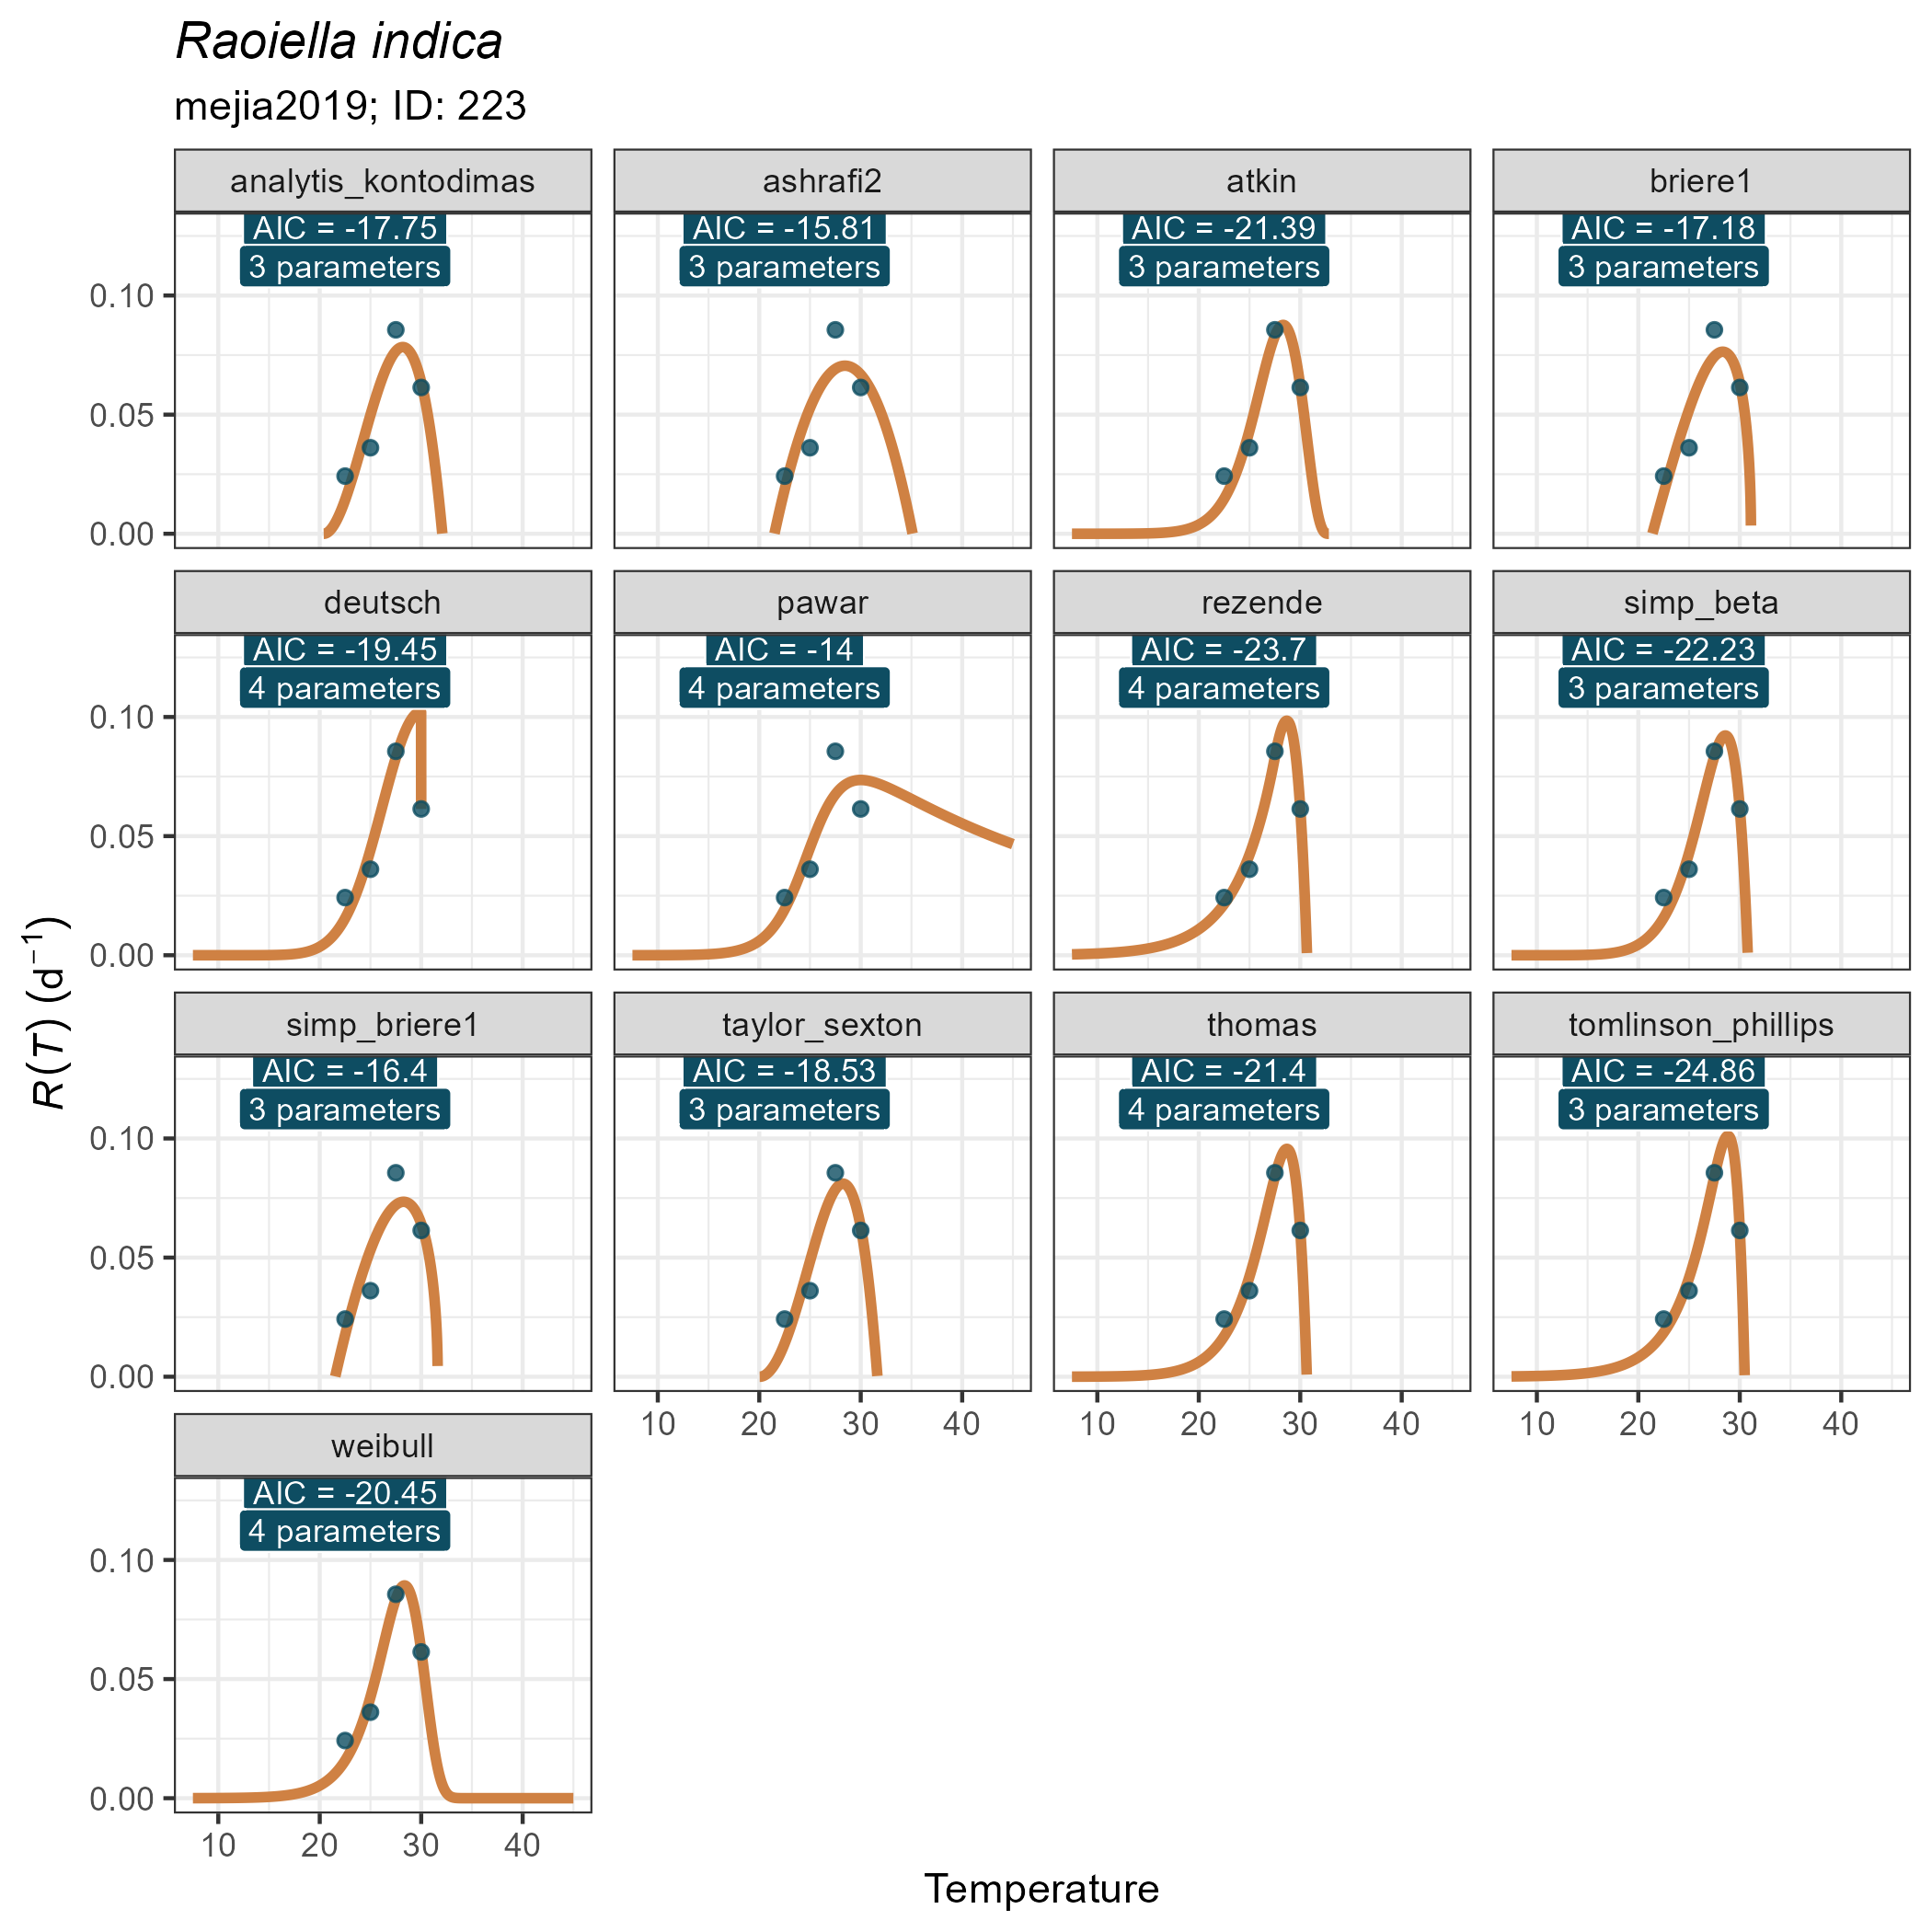 Raoiella indica
mejia2019; ID: 223
analytis_kontodimas
ashrafi2
atkin
briere1
AIC = -17.75
3 parameters
AIC = -15.81
3 parameters
AIC = -21.39
3 parameters
AIC = -17.18
3 parameters
0.10
0.05
0.00
deutsch
pawar
rezende
simp_beta
AIC = -19.45
4 parameters
AIC = -14
4 parameters
AIC = -23.7
4 parameters
AIC = -22.23
3 parameters
0.10
0.05
0.00
R(T) (d⁻¹)
simp_briere1
taylor_sexton
thomas
tomlinson_phillips
AIC = -16.4
3 parameters
AIC = -18.53
3 parameters
AIC = -21.4
4 parameters
AIC = -24.86
3 parameters
0.10
0.05
0.00
10 20 30 40
10 20 30 40
10 20 30 40
weibull
AIC = -20.45
4 parameters
0.10
0.05
0.00
10 20 30 40
Temperature